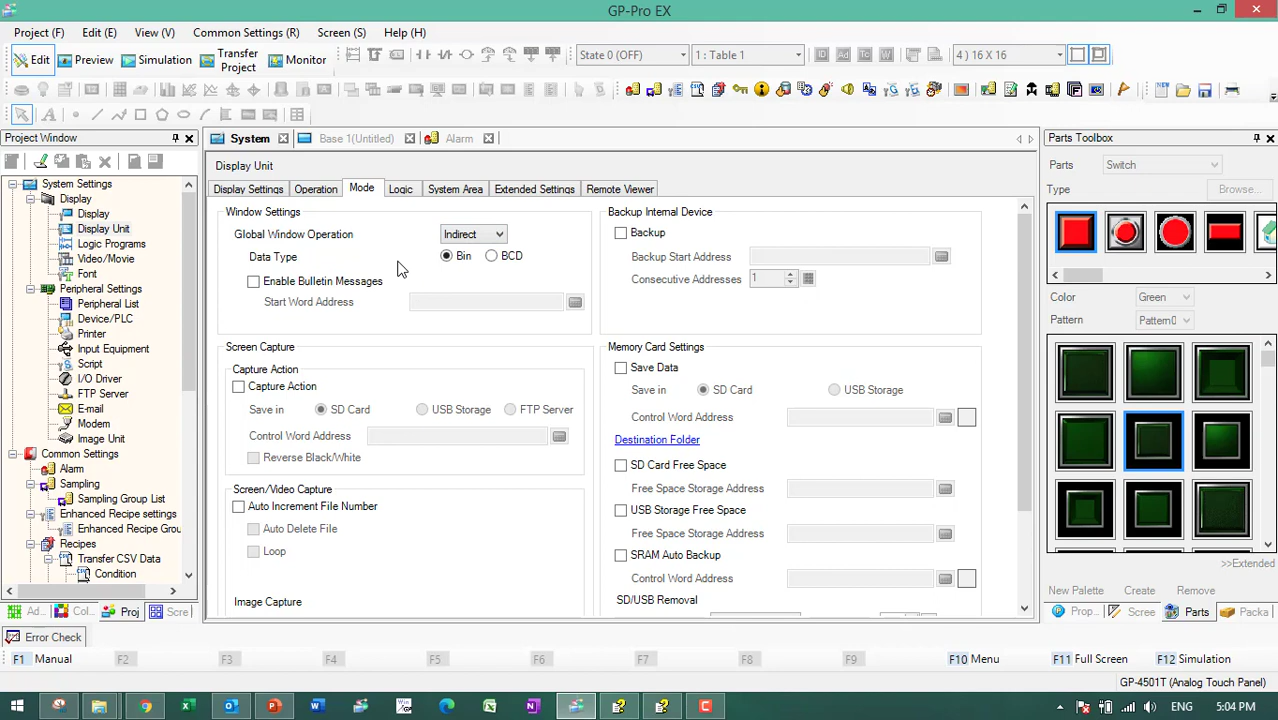 GP-Pro EX
Project (F) Edit (E) View (V) Common Settings (R) Screen (S) Help (H)
Edit Preview Simulation Transfer Project Monitor State 0 (OFF) 1 : Table 1 4 ) 16 X 16
Project Window
System Base 1(Untitled) Alarm
Parts Toolbox
System Settings
Display
Display
Display Unit
Logic Programs
Video/Movie
Font
Peripheral Settings
Peripheral List
Device/PLC
Printer
Input Equipment
Script
I/O Driver
FTP Server
E-mail
Modem
Image Unit
Common Settings
Alarm
Sampling
Sampling Group List
Enhanced Recipe settings
Enhanced Recipe Grou
Recipes
Transfer CSV Data
Condition
Ad... Col... Proj Scre
Display Unit
Display Settings Operation Mode Logic System Area Extended Settings Remote Viewer
Window Settings
Global Window Operation Indirect
Data Type Bin BCD
Enable Bulletin Messages
Start Word Address
Screen Capture
Capture Action
Capture Action
Save in SD Card USB Storage FTP Server
Control Word Address
Reverse Black/White
Screen/Video Capture
Auto Increment File Number
Auto Delete File
Loop
Image Capture
Backup Internal Device
Backup
Backup Start Address
Consecutive Addresses 1
Memory Card Settings
Save Data
Save in SD Card USB Storage
Control Word Address
Destination Folder
SD Card Free Space
Free Space Storage Address
USB Storage Free Space
Free Space Storage Address
SRAM Auto Backup
Control Word Address
SD/USB Removal
Parts Switch
Type Browse...
Color Green
Pattern
>>Extended
New Palette Create Remove
Prop... Scree Parts Packa
Error Check
F1 Manual F2 F3 F4 F5 F6 F7 F8 F9 F10 Menu F11 Full Screen F12 Simulation
GP-4501T (Analog Touch Panel)
ENG 5:04 PM